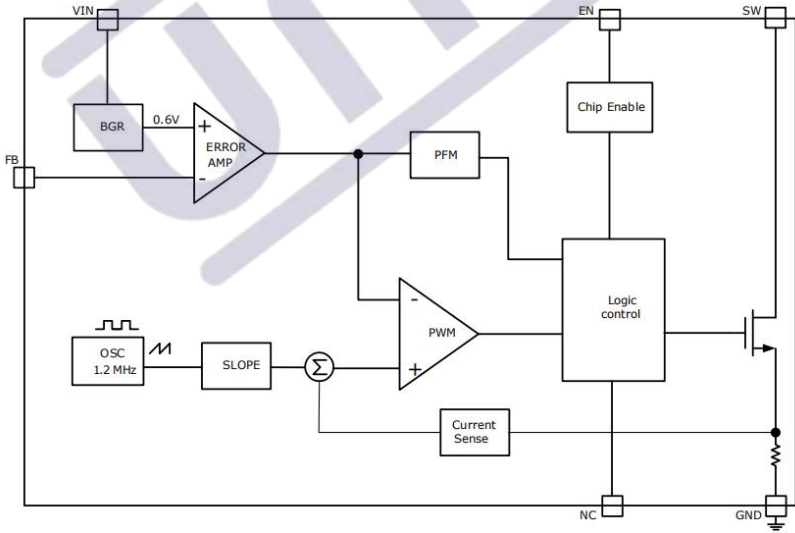 VIN
EN
SW
Chip Enable
BGR
0.6V
+
ERROR
AMP
-
PFM
FB
Logic
control
-
PWM
+
OSC
1.2 MHz
SLOPE
Σ
Current
Sense
NC
GND